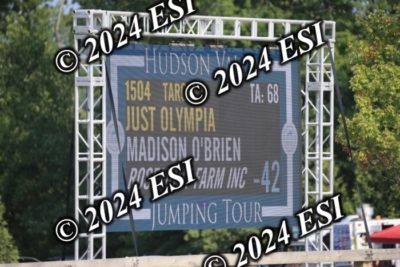 © 2024 ESI
© 2024 ESI
HUDSON
1504 TA: 68
JUST OLYMPIA
MADISON O'BRIEN
FARM INC -42
© 2024 ESI
JUMPING TOUR
© 2024 ESI
© 2024 ESI
© 2024 ESI